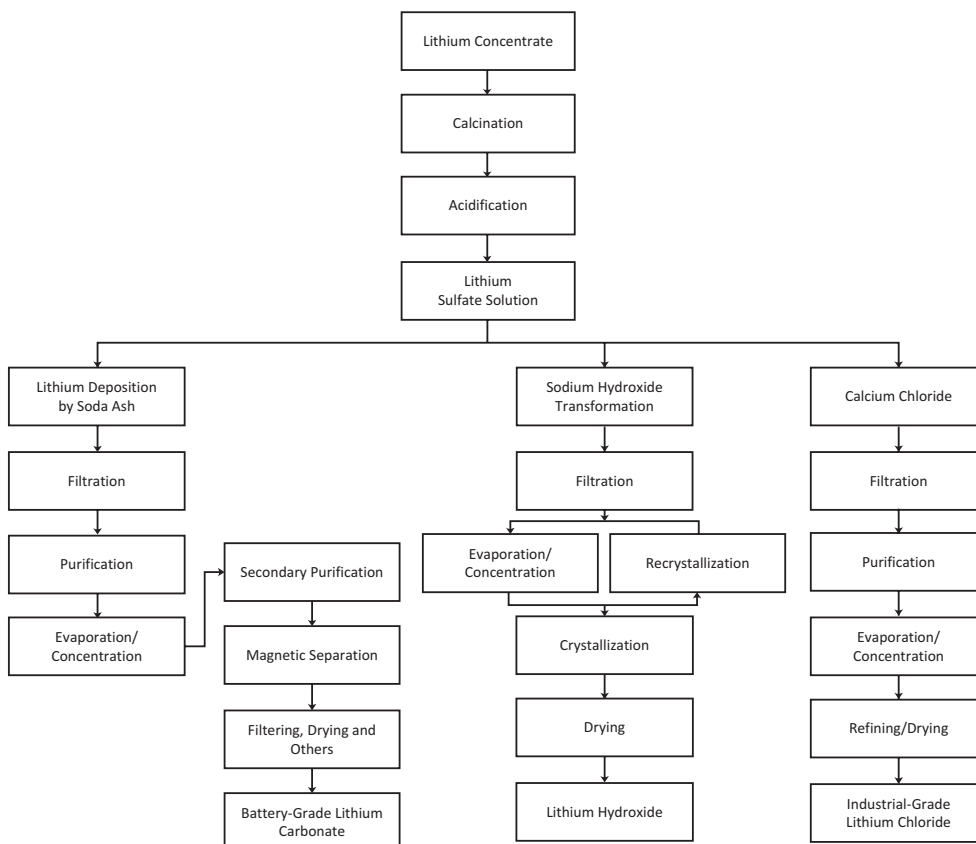 Lithium Concentrate
Calcination
Acidification
Lithium
Sulfate Solution
Lithium Deposition
by Soda Ash
Filtration
Purification
Evaporation/
Concentration
Secondary Purification
Magnetic Separation
Filtering, Drying and
Others
Battery-Grade Lithium
Carbonate
Sodium Hydroxide
Transformation
Filtration
Evaporation/
Concentration
Recrystallization
Crystallization
Drying
Lithium Hydroxide
Calcium Chloride
Filtration
Purification
Evaporation/
Concentration
Refining/Drying
Industrial-Grade
Lithium Chloride